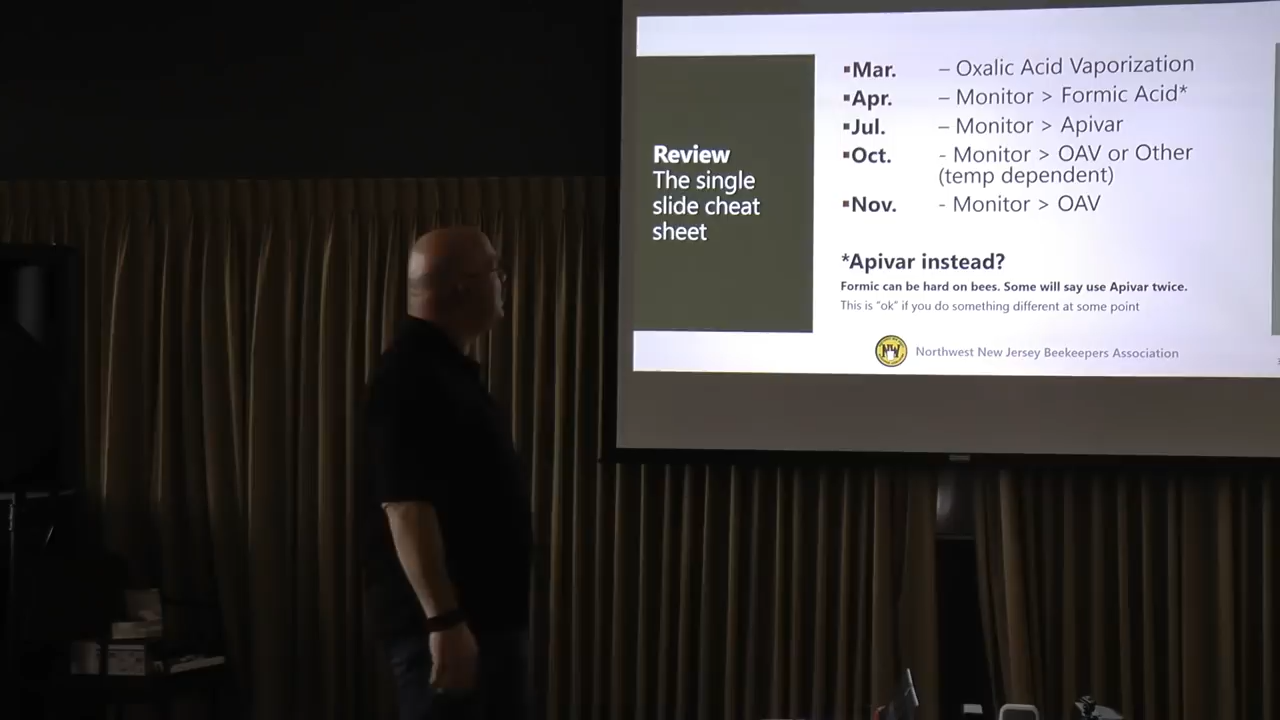 Review
The single
slide cheat
sheet
▪Mar. – Oxalic Acid Vaporization
▪Apr. – Monitor > Formic Acid*
▪Jul. – Monitor > Apivar
▪Oct. - Monitor > OAV or Other
(temp dependent)
▪Nov. - Monitor > OAV
*Apivar instead?
Formic can be hard on bees. Some will say use Apivar twice.
This is "ok" if you do something different at some point
Northwest New Jersey Beekeepers Association